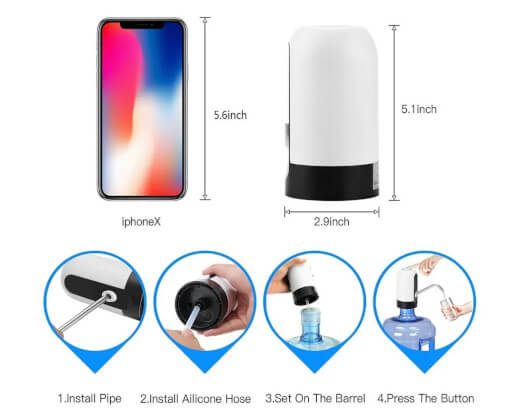 5.6inch
5.1inch
iphoneX
2.9inch
1.Install Pipe
2.Install Ailicone Hose
3.Set On The Barrel
4.Press The Button